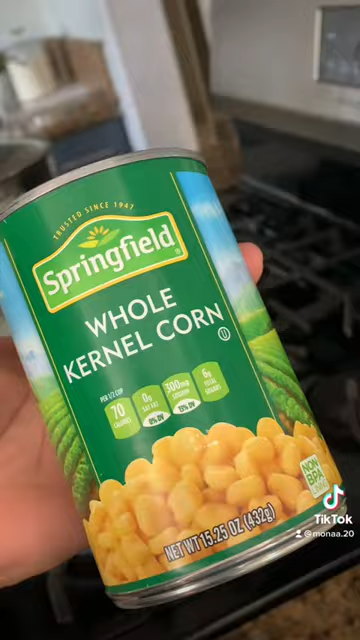 TRUSTED SINCE 1947
Springfield®
WHOLE
KERNEL CORN
U
PER 1/2 CUP
70
CALORIES
0g
SAT FAT
0% DV
300mg
SODIUM
13% DV
6g
TOTAL
SUGARS
NON
BPA
NET WT 15.25 OZ (432g)
TikTok
@monaa.20